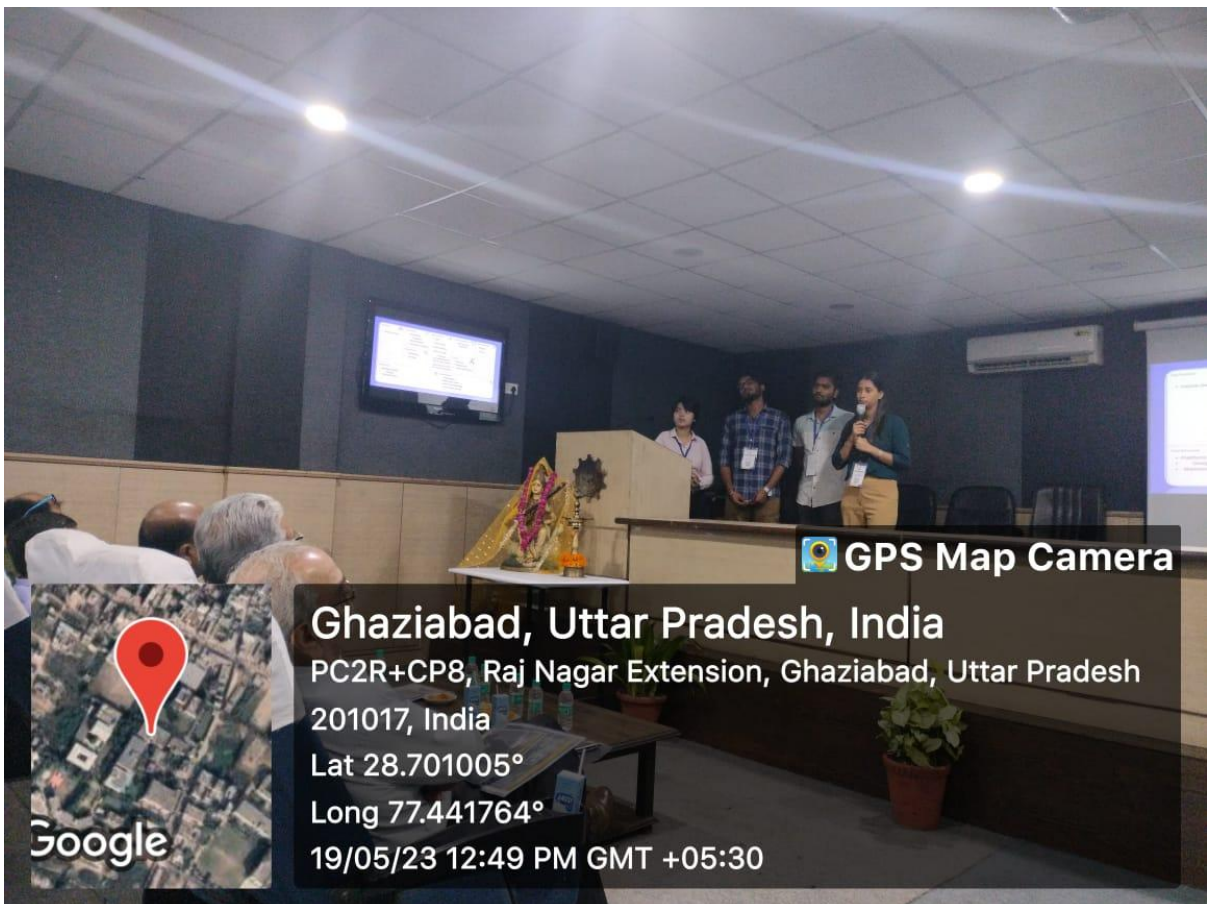 GPS Map Camera
Ghaziabad, Uttar Pradesh, India
PC2R+CP8, Raj Nagar Extension, Ghaziabad, Uttar Pradesh
201017, India
Lat 28.701005°
Long 77.441764°
19/05/23 12:49 PM GMT +05:30
Google